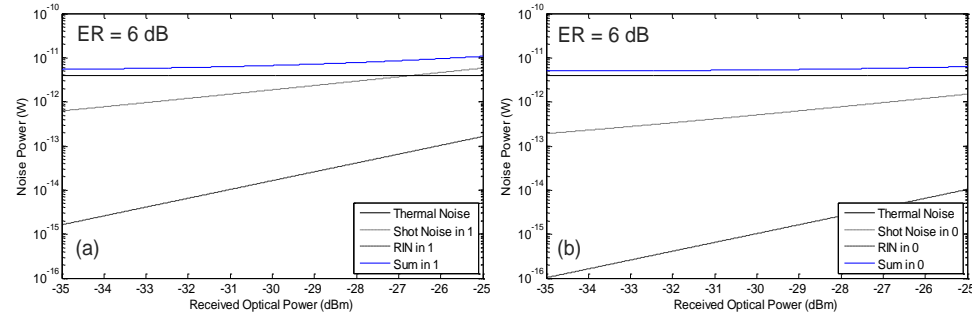 ER = 6 dB
Noise Power (W)
10^-10
10^-11
10^-12
10^-13
10^-14
10^-15
10^-16
(a)
Thermal Noise
Shot Noise in 1
RIN in 1
Sum in 1
-35 -34 -33 -32 -31 -30 -29 -28 -27 -26 -25
Received Optical Power (dBm)
ER = 6 dB
Noise Power (W)
10^-10
10^-11
10^-12
10^-13
10^-14
10^-15
10^-16
(b)
Thermal Noise
Shot Noise in 0
RIN in 0
Sum in 0
-35 -34 -33 -32 -31 -30 -29 -28 -27 -26 -25
Received Optical Power (dBm)